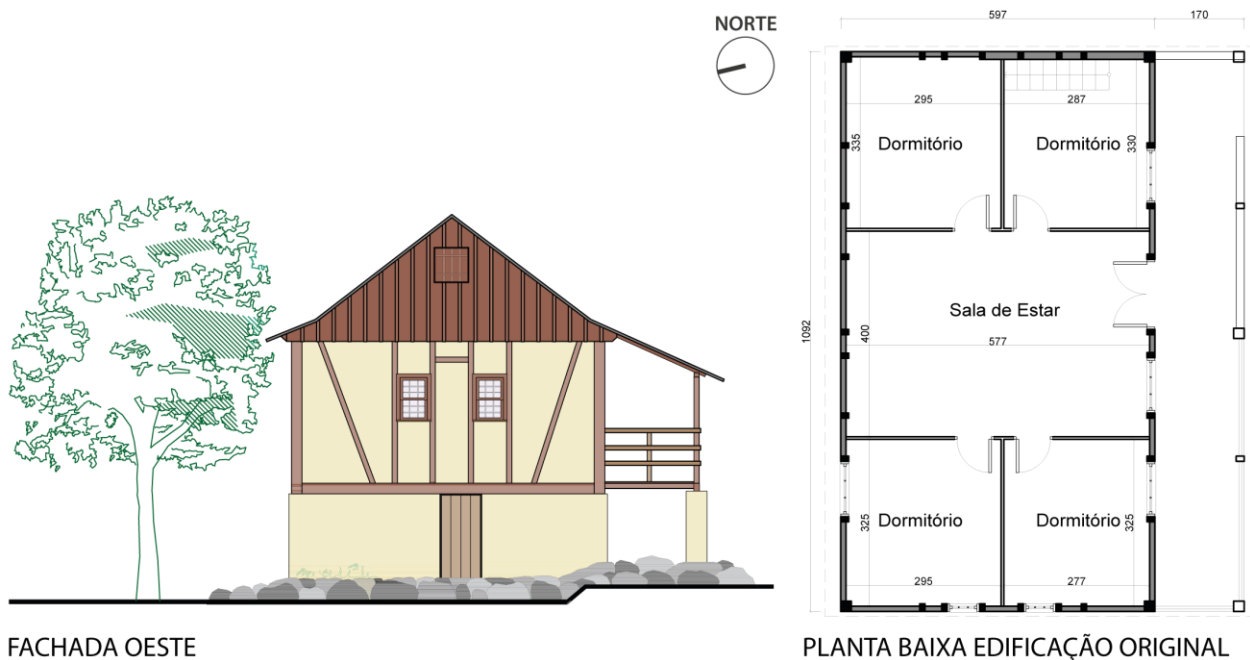 NORTE
597
170
295
287
335
Dormitório
Dormitório
330
1092
Sala de Estar
400
577
325
Dormitório
Dormitório
325
295
277
FACHADA OESTE
PLANTA BAIXA EDIFICAÇÃO ORIGINAL